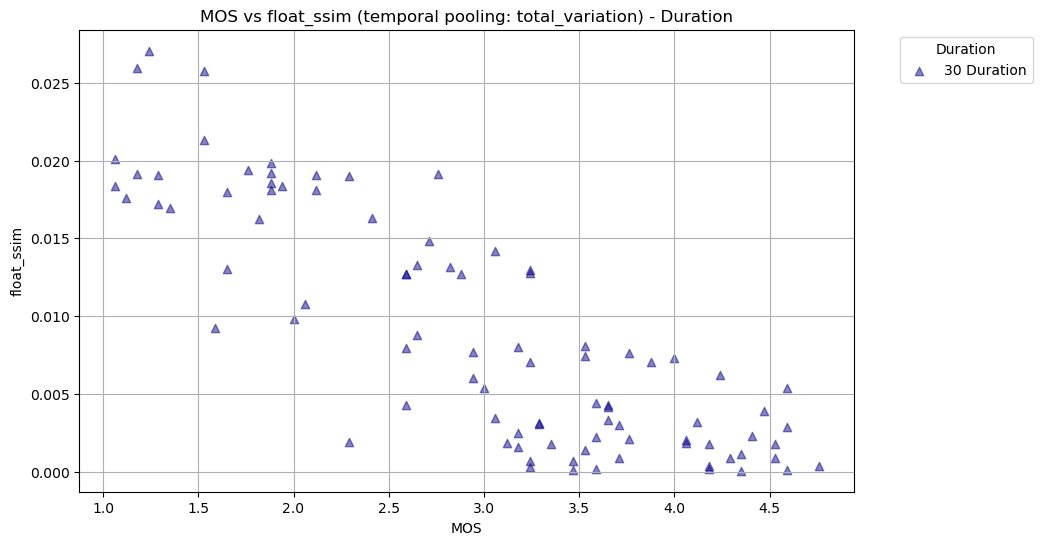 MOS vs float_ssim (temporal pooling: total_variation) - Duration
Duration
30 Duration
float_ssim
0.025
0.020
0.015
0.010
0.005
0.000
1.0 1.5 2.0 2.5 3.0 3.5 4.0 4.5
MOS